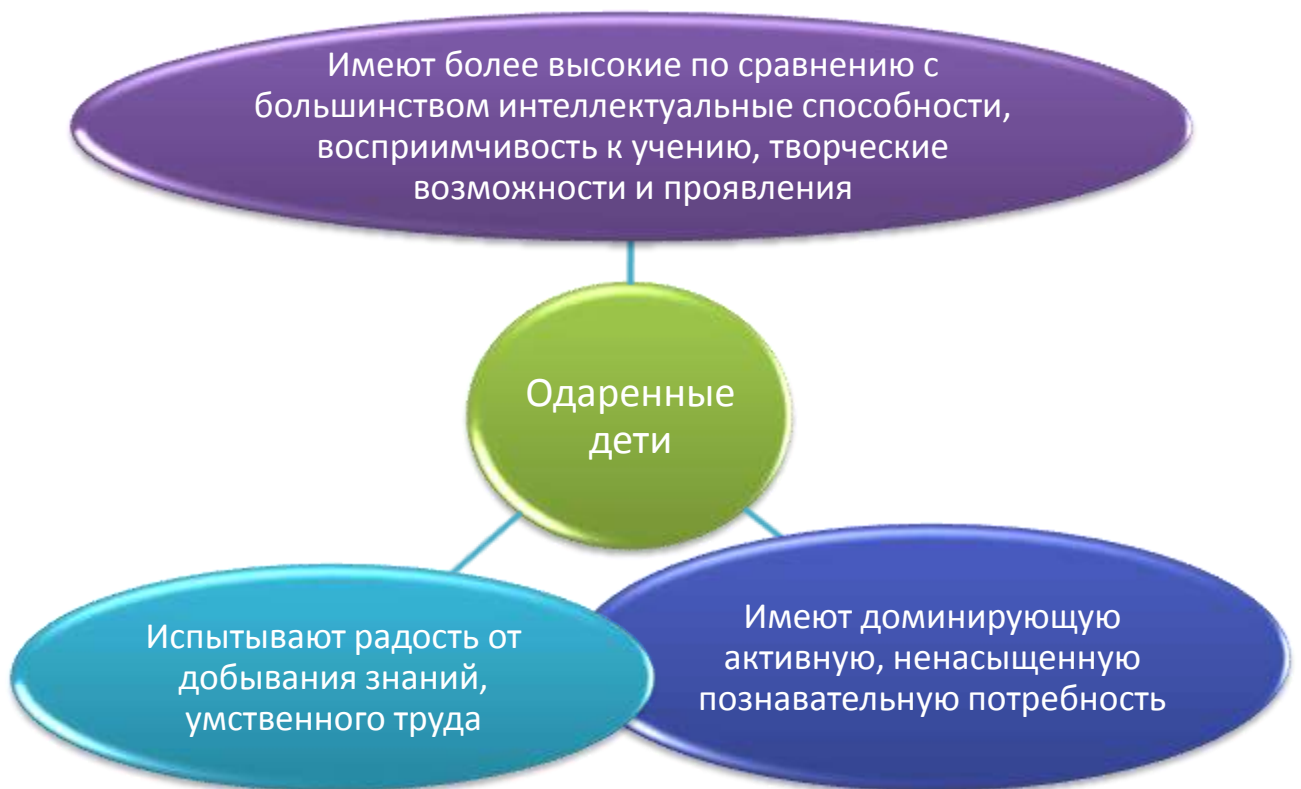 Имеют более высокие по сравнению с
большинством интеллектуальные способности,
восприимчивость к учению, творческие
возможности и проявления
Одаренные
дети
Испытывают радость от
добывания знаний,
умственного труда
Имеют доминирующую
активную, ненасыщенную
познавательную потребность